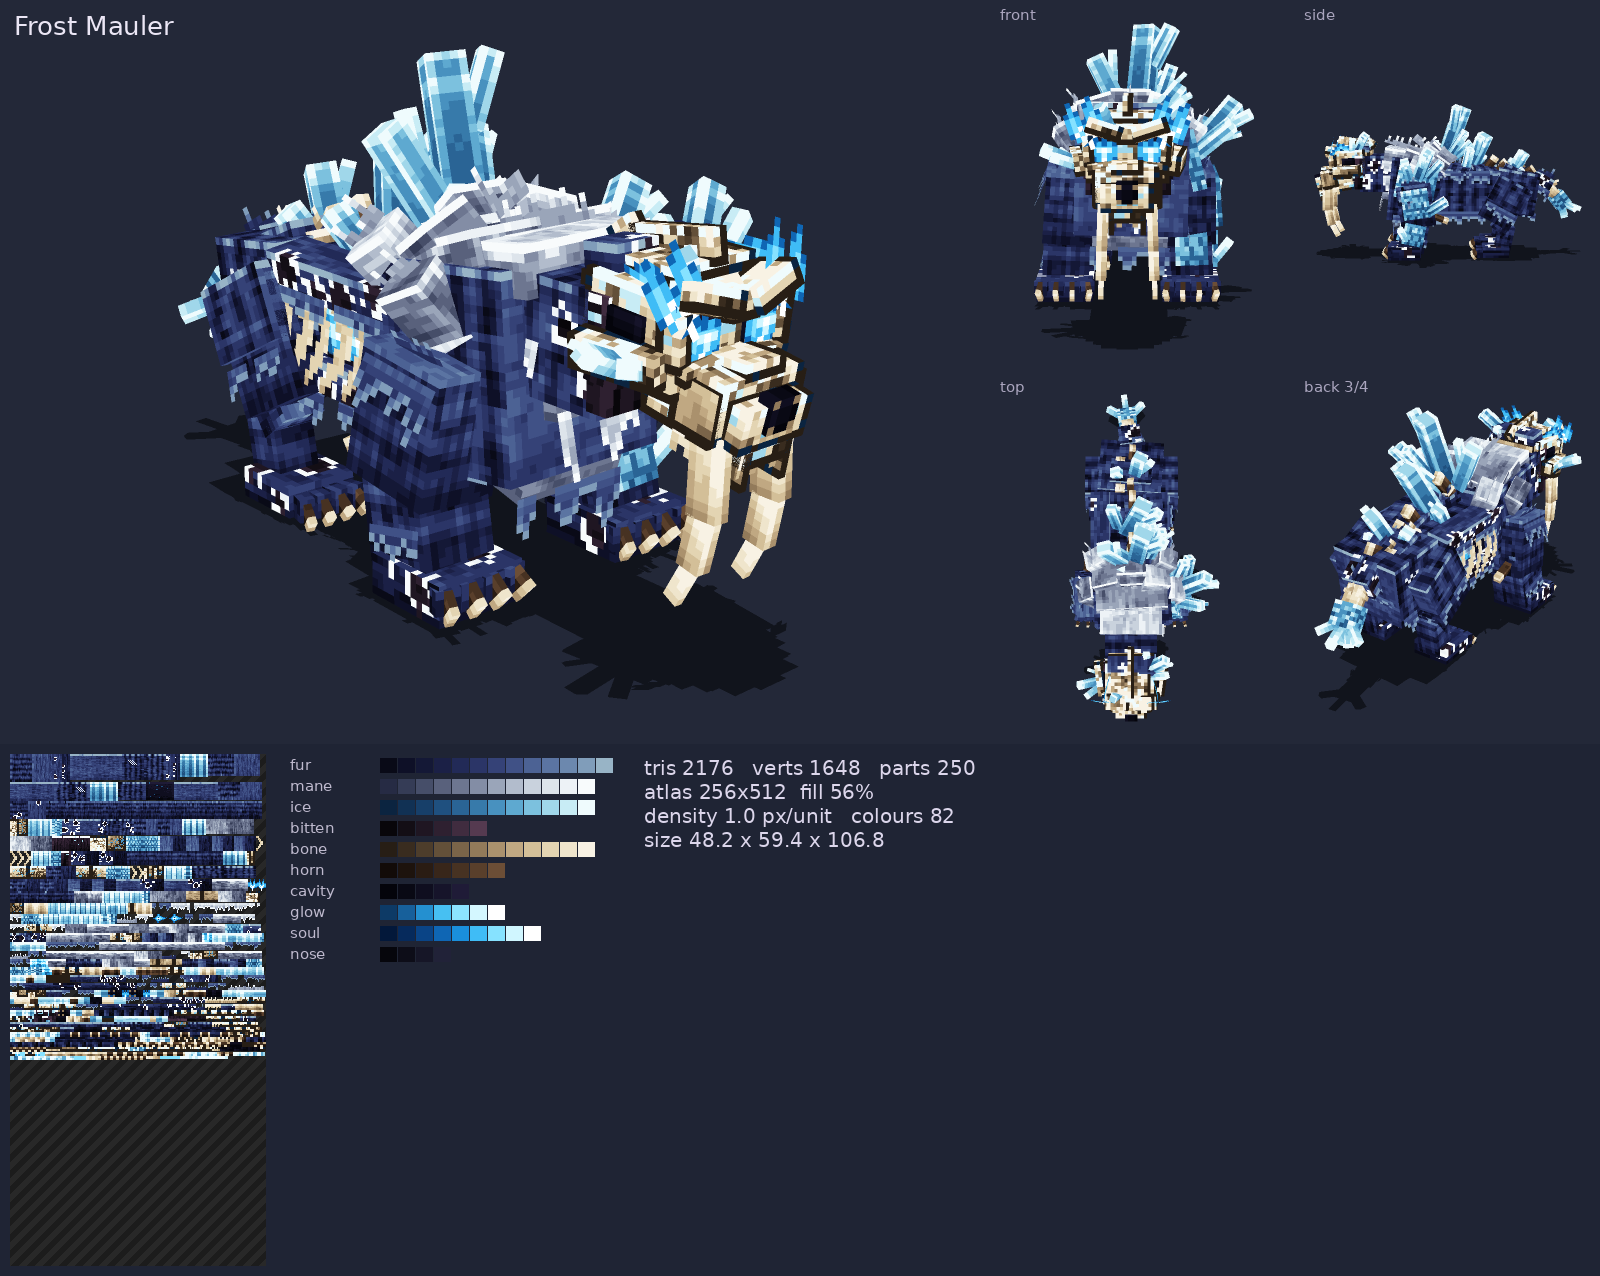 Frost Mauler
front
side
top
back 3/4
fur
mane
ice
bitten
bone
horn
cavity
glow
soul
nose
tris 2176 verts 1648 parts 250
atlas 256x512 fill 56%
density 1.0 px/unit colours 82
size 48.2 x 59.4 x 106.8